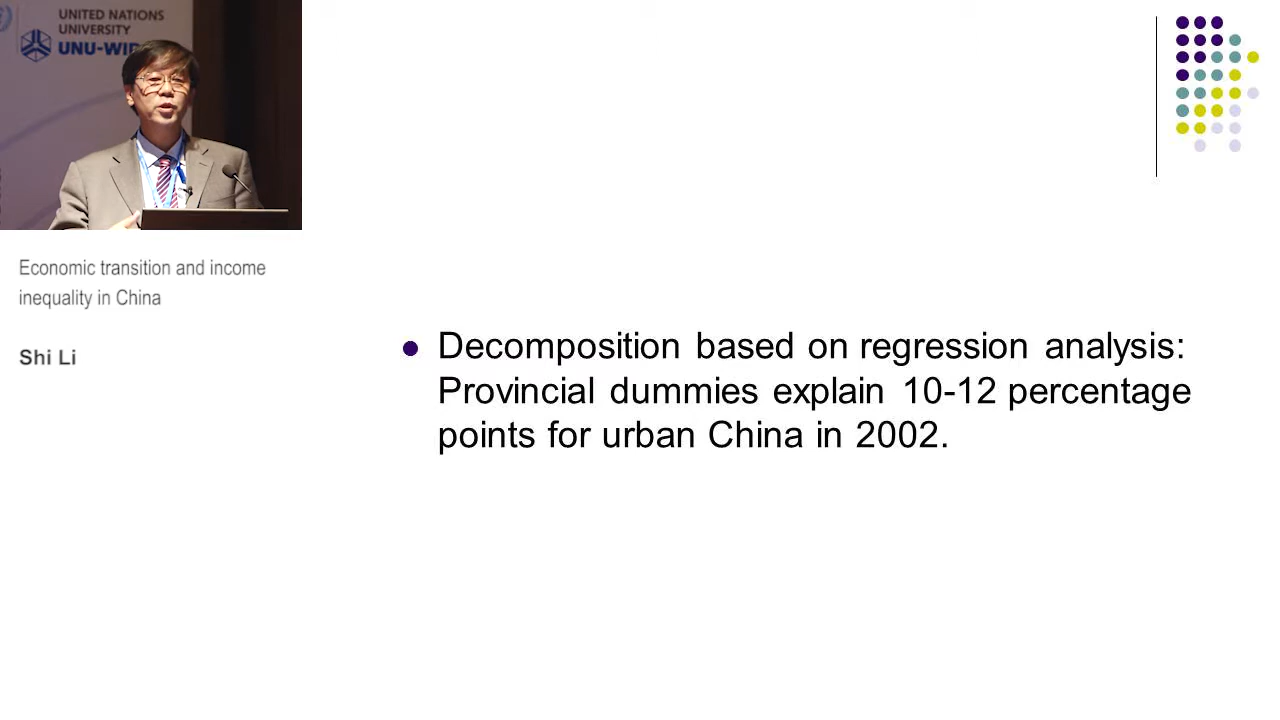 UNITED NATIONS
UNIVERSITY
UNU-WID
Economic transition and income
inequality in China
Shi Li
Decomposition based on regression analysis:
Provincial dummies explain 10-12 percentage
points for urban China in 2002.